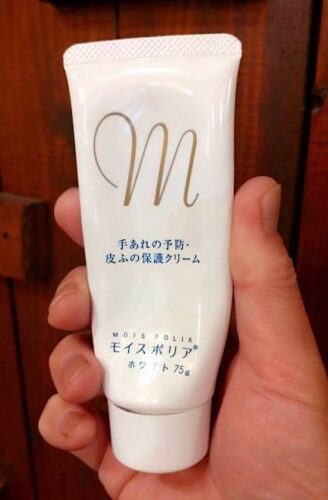 m
手あれの予防・
皮ふの保護クリーム
MOIS POLIA
モイスポリア®
ホワイト 75g